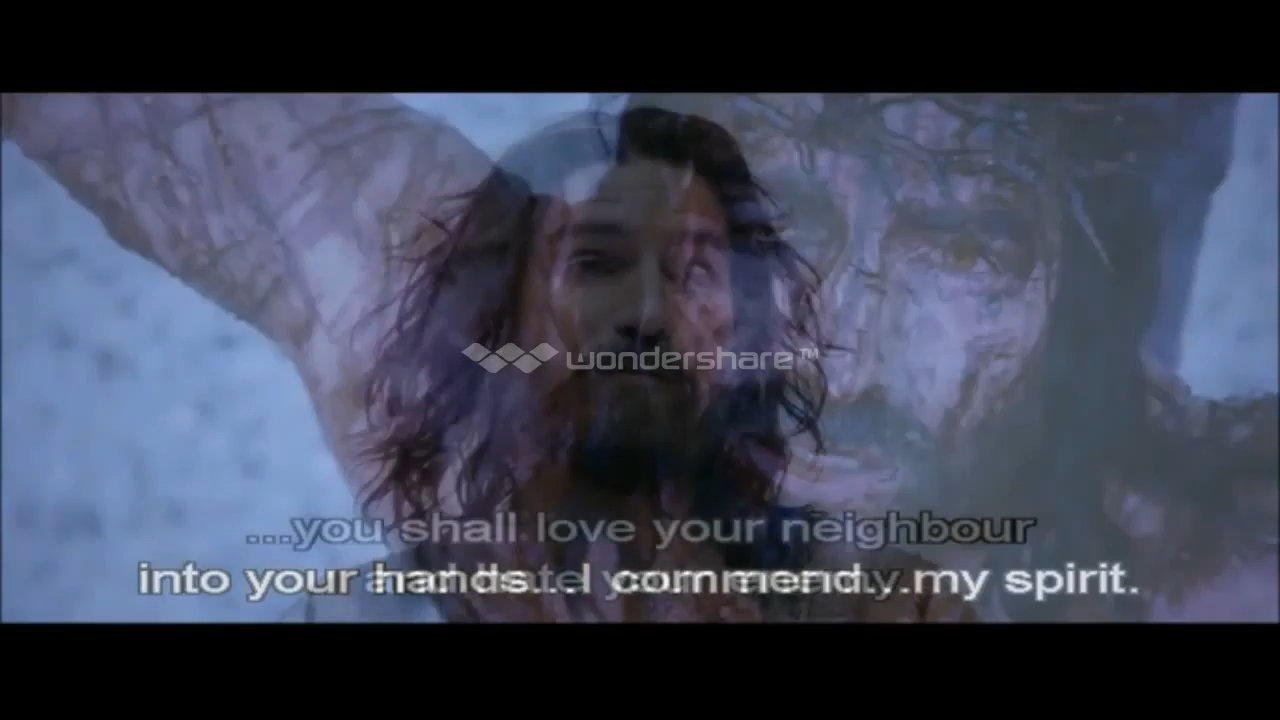 wondershare™
...you shall love your neighbour
into your hands... I commend...my spirit.